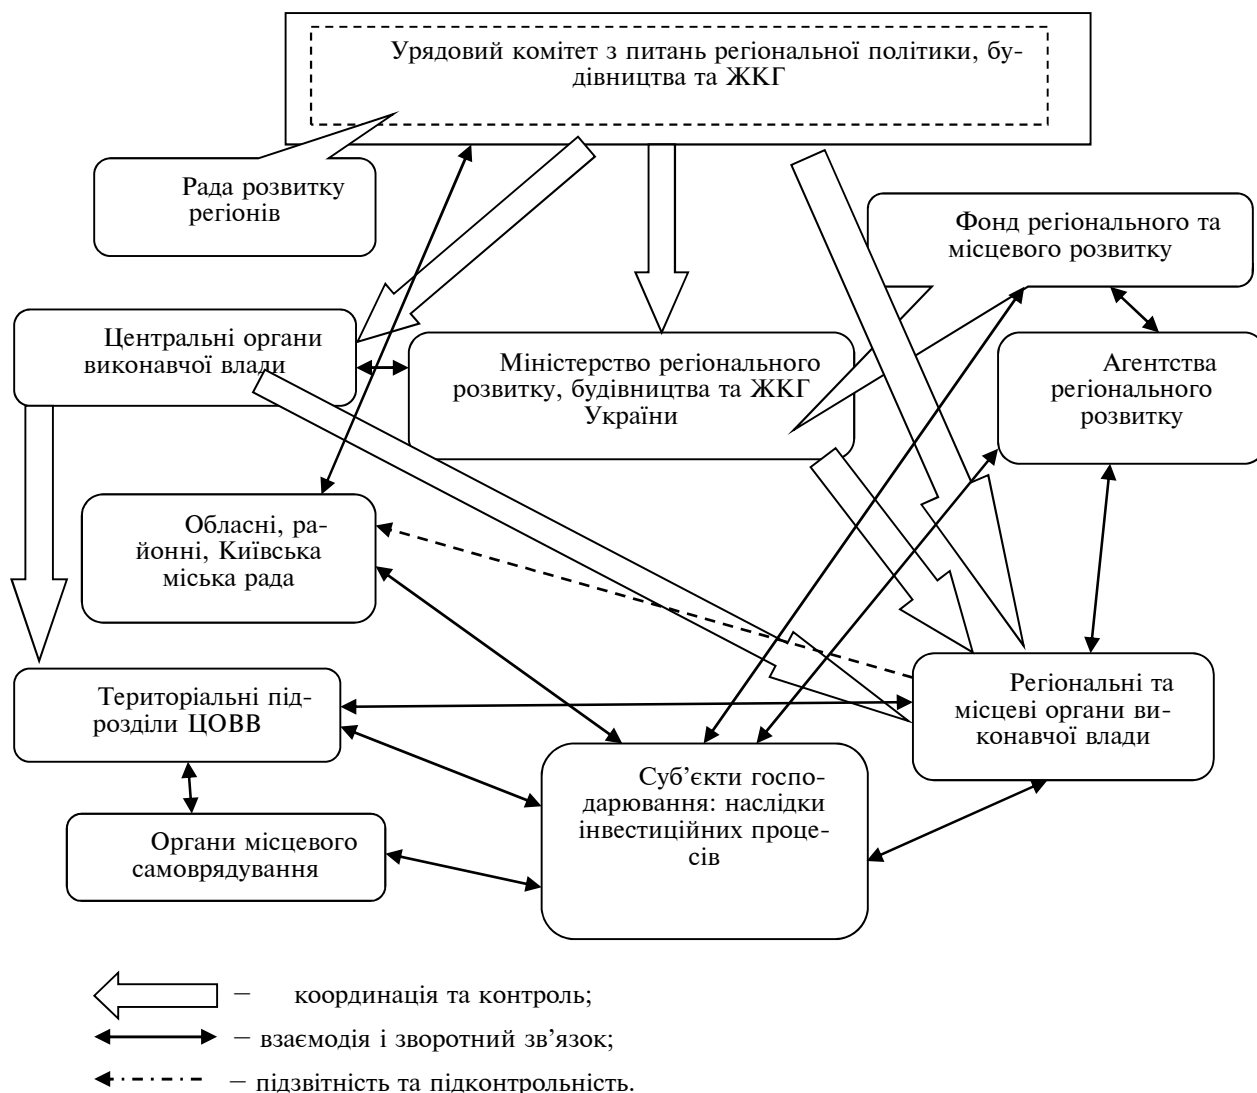 Урядовий комітет з питань регіональної політики, бу-
дівництва та ЖКГ
Рада розвитку
регіонів
Фонд регіонального та
місцевого розвитку
Центральні органи
виконавчої влади
Міністерство регіонального
розвитку, будівництва та ЖКГ
України
Агентства
регіонального
розвитку
Обласні, ра-
йонні, Київська
міська рада
Територіальні під-
розділи ЦОВВ
Регіональні та
місцеві органи ви-
конавчої влади
Суб’єкти госпо-
дарювання: наслідки
інвестиційних проце-
сів
Органи місцевого
самоврядування
– координація та контроль;
– взаємодія і зворотний зв’язок;
– підзвітність та підконтрольність.